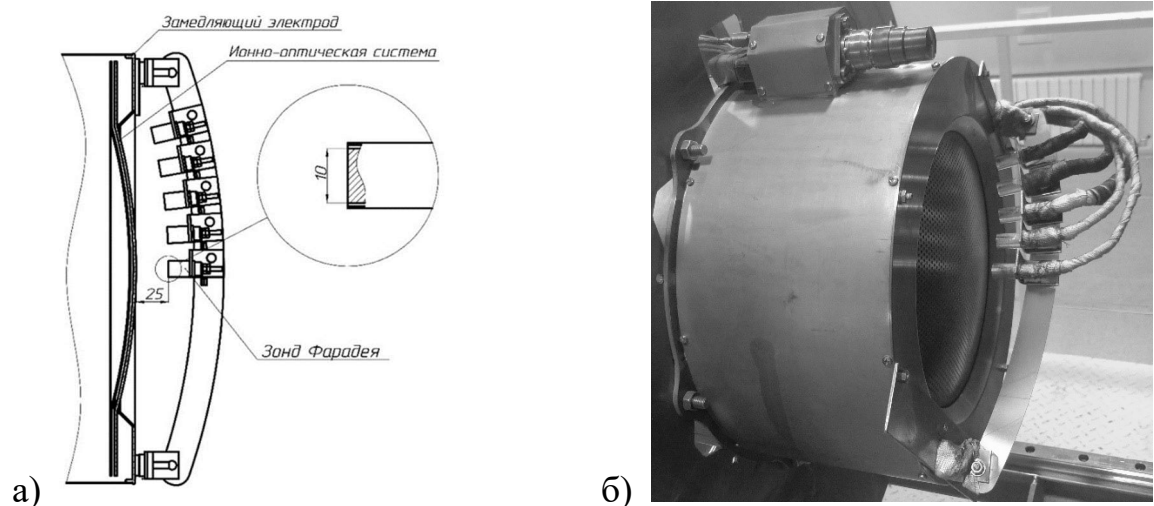 Замедляющий электрод
Ионно-оптическая система
10
25
Зонд Фарадея
а)
б)